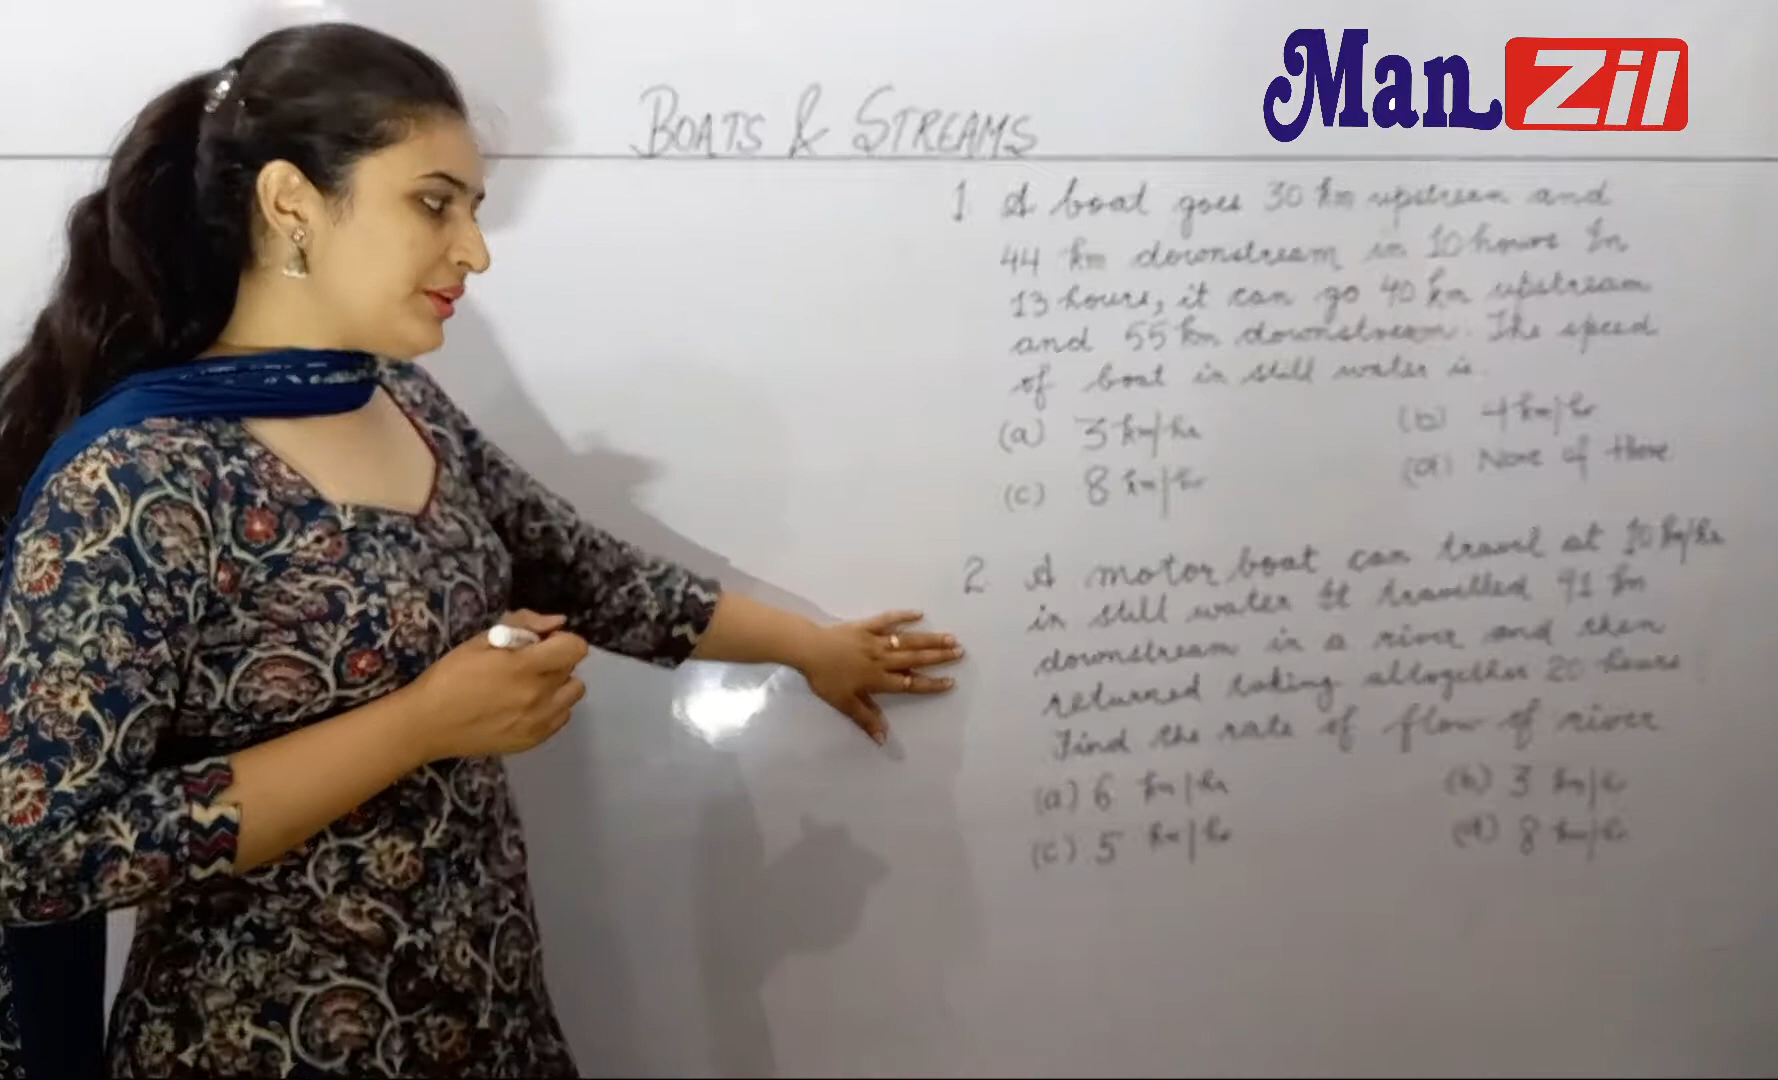 Man Zil
BOATS & STREAMS
1 A boat goes 30 km upstream and
44 km downstream in 10 hours In
13 hours, it can go 40 km upstream
and 55 km downstream. The speed
of boat in still water is.
(a) 3 km/hr (b) 4 km/hr
(c) 8 km/hr (d) None of these
2 A motor boat can travel at 10 km/hr
in still water It travelled 91 km
downstream in a river and then
returned taking altogether 20 hours.
Find the rate of flow of river
(a) 6 km/hr (b) 3 km/hr
(c) 5 km/hr (d) 8 km/hr